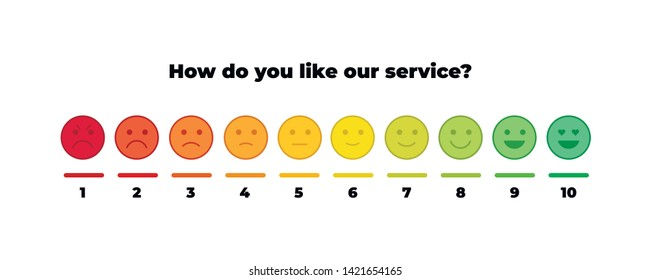 How do you like our service?
1 2 3 4 5 6 7 8 9 10
shutterstock.com · 1421654165